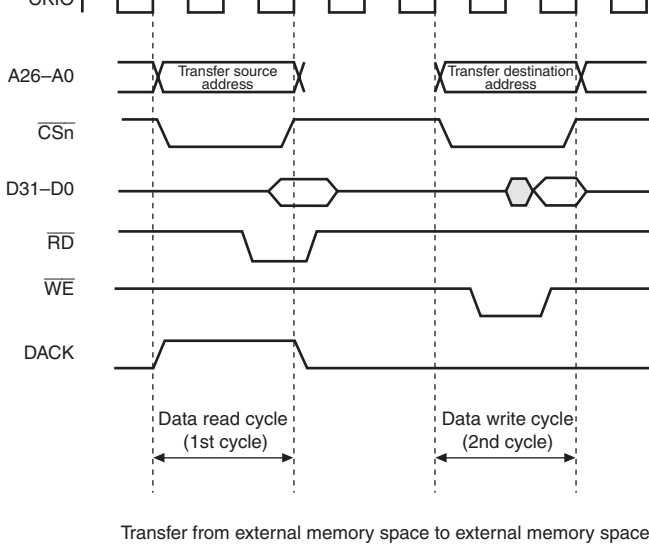 CKIO
A26–A0
Transfer source
address
Transfer destination
address
CSn
D31–D0
RD
WE
DACK
Data read cycle
(1st cycle)
Data write cycle
(2nd cycle)
Transfer from external memory space to external memory space